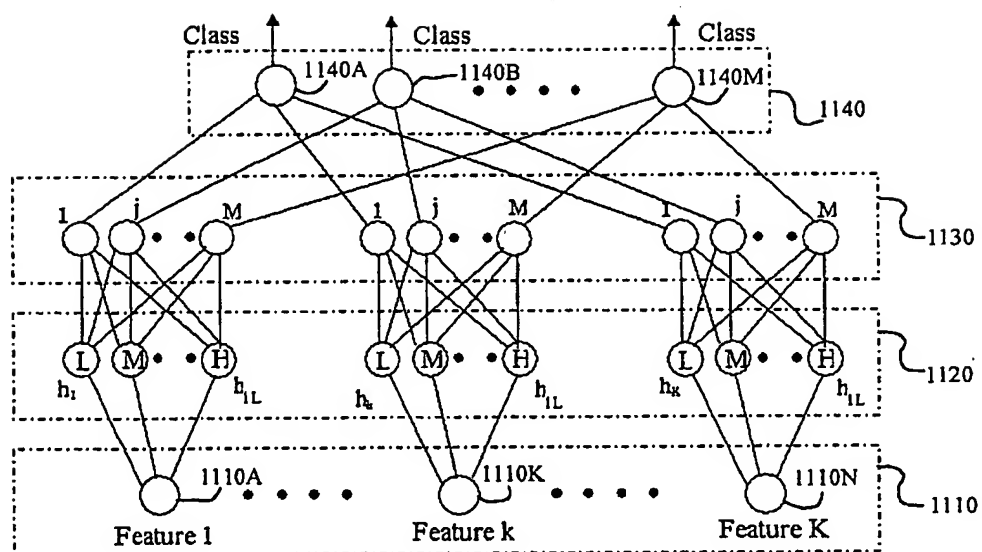 Class Class Class
1140A 1140B 1140M
1140
1 j M 1 j M 1 j M
1130
L M H L M H L M H
1120
h1 h1L hk h1L hK h1L
1110A 1110K 1110N
1110
Feature 1 Feature k Feature K